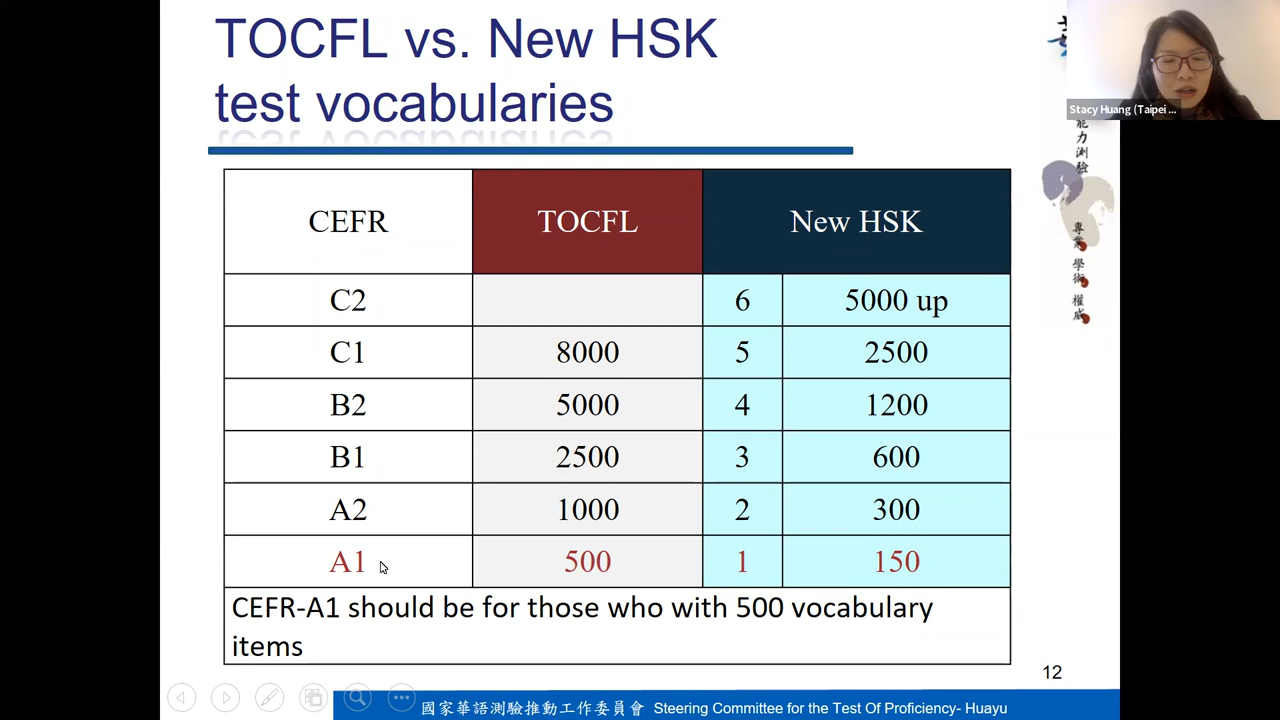 TOCFL vs. New HSK
test vocabularies
CEFR TOCFL New HSK
C2 6 5000 up
C1 8000 5 2500
B2 5000 4 1200
B1 2500 3 600
A2 1000 2 300
A1 500 1 150
CEFR-A1 should be for those who with 500 vocabulary
items
12
國家華語測驗推動工作委員會 Steering Committee for the Test Of Proficiency- Huayu
Stacy Huang (Taipei ...
能力測驗
專業
學術
權威